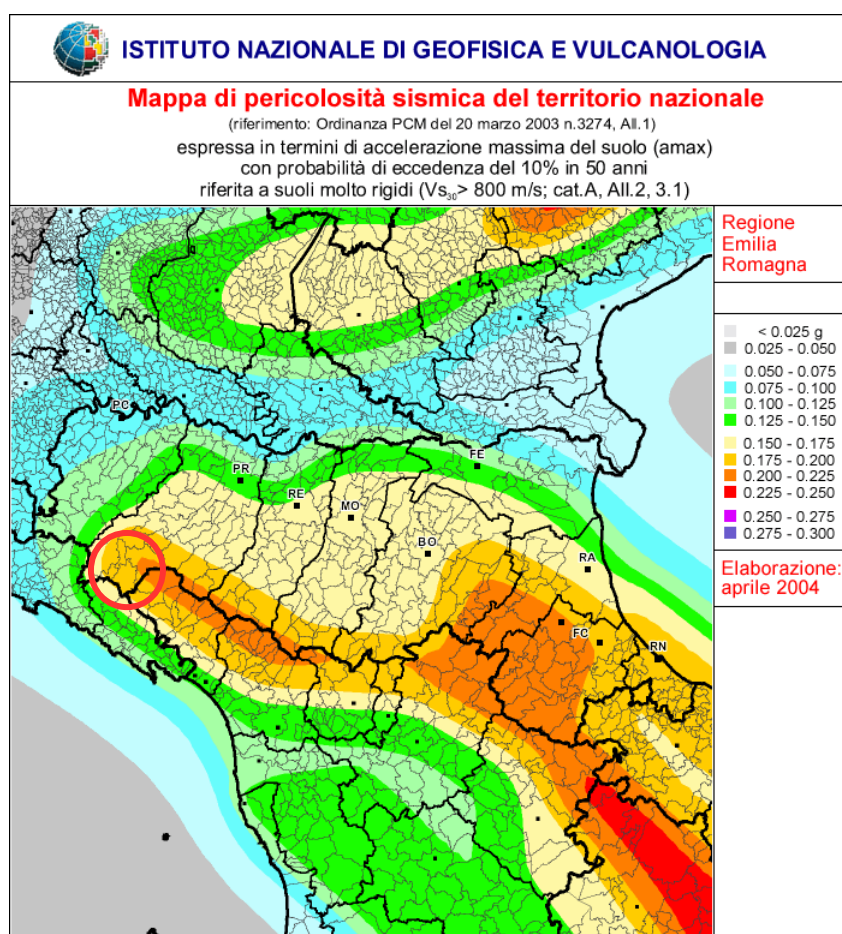 ISTITUTO NAZIONALE DI GEOFISICA E VULCANOLOGIA
Mappa di pericolosità sismica del territorio nazionale
(riferimento: Ordinanza PCM del 20 marzo 2003 n.3274, All.1)
espressa in termini di accelerazione massima del suolo (amax)
con probabilità di eccedenza del 10% in 50 anni
riferita a suoli molto rigidi (Vs₃₀> 800 m/s; cat.A, All.2, 3.1)
Regione
Emilia
Romagna
< 0.025 g
0.025 - 0.050
0.050 - 0.075
0.075 - 0.100
0.100 - 0.125
0.125 - 0.150
0.150 - 0.175
0.175 - 0.200
0.200 - 0.225
0.225 - 0.250
0.250 - 0.275
0.275 - 0.300
Elaborazione:
aprile 2004
PC
PR
FE
RE
MO
BO
RA
FC
RN